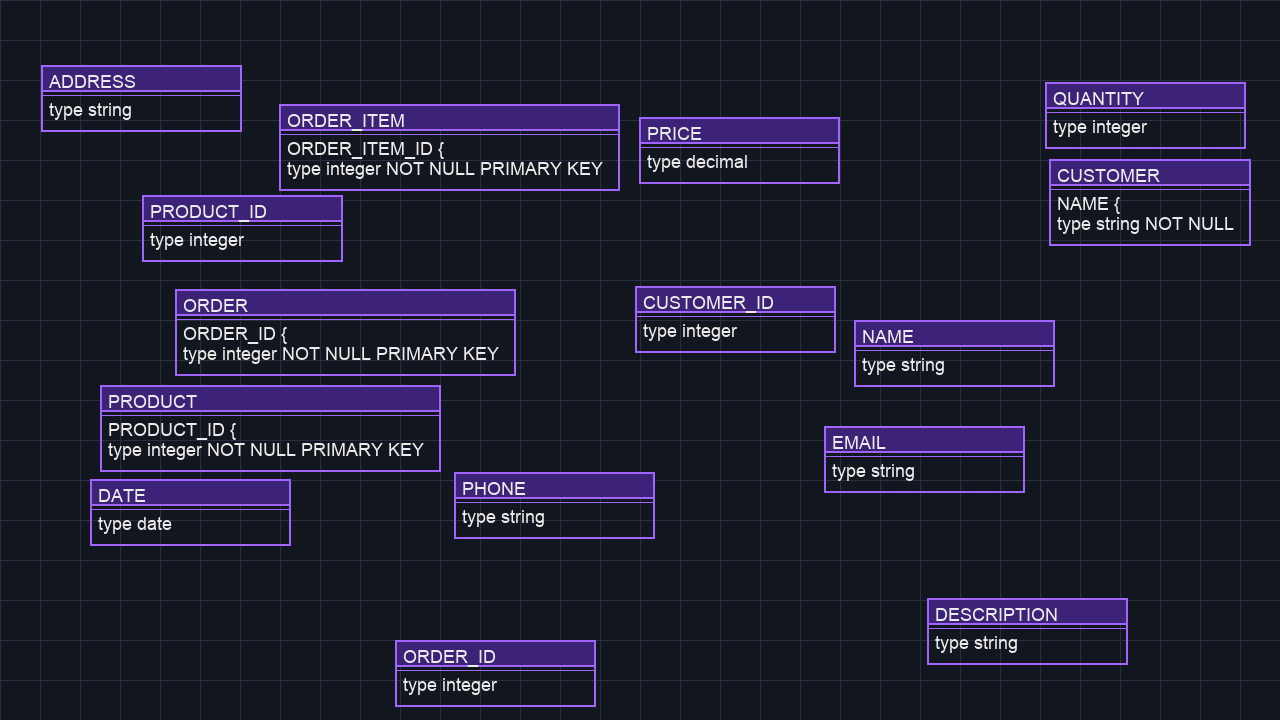 ADDRESS
type string
ORDER_ITEM
ORDER_ITEM_ID {
type integer NOT NULL PRIMARY KEY
PRICE
type decimal
QUANTITY
type integer
CUSTOMER
NAME {
type string NOT NULL
PRODUCT_ID
type integer
ORDER
ORDER_ID {
type integer NOT NULL PRIMARY KEY
CUSTOMER_ID
type integer
NAME
type string
PRODUCT
PRODUCT_ID {
type integer NOT NULL PRIMARY KEY
EMAIL
type string
DATE
type date
PHONE
type string
DESCRIPTION
type string
ORDER_ID
type integer